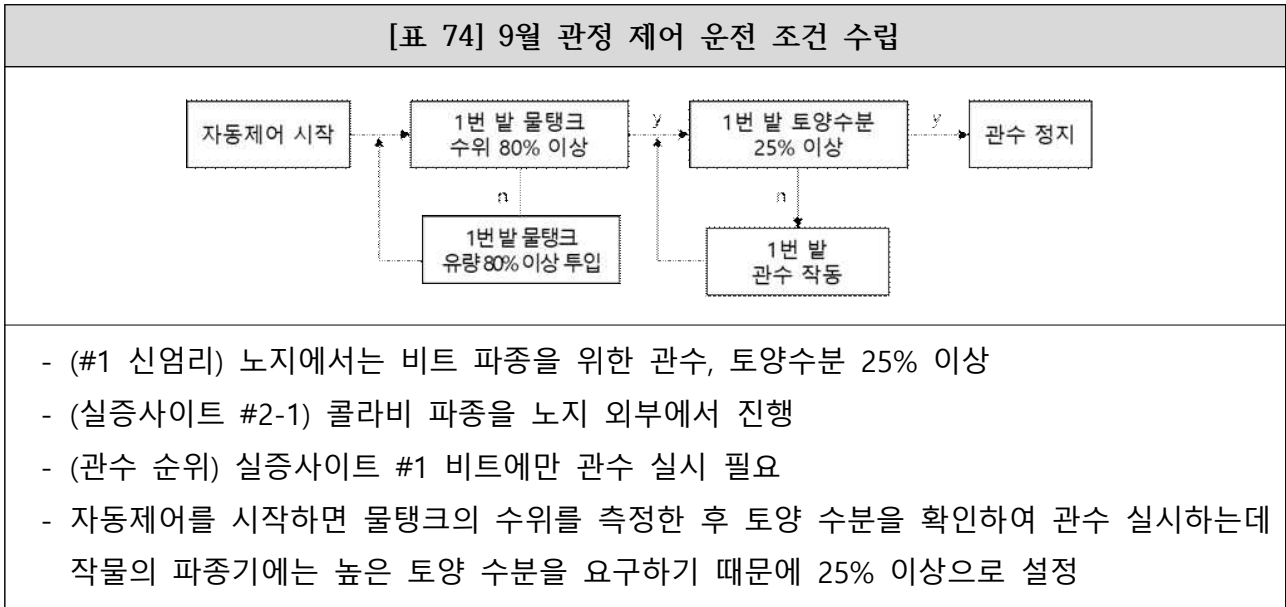 [표 74] 9월 관정 제어 운전 조건 수립
자동제어 시작
1번 밭 물탱크
수위 80% 이상
y
1번 밭 토양수분
25% 이상
y
관수 정지
n
1번 밭 물탱크
유량 80% 이상 투입
n
1번 밭
관수 작동
- (#1 신엄리) 노지에서는 비트 파종을 위한 관수, 토양수분 25% 이상
- (실증사이트 #2-1) 콜라비 파종을 노지 외부에서 진행
- (관수 순위) 실증사이트 #1 비트에만 관수 실시 필요
- 자동제어를 시작하면 물탱크의 수위를 측정한 후 토양 수분을 확인하여 관수 실시하는데
작물의 파종기에는 높은 토양 수분을 요구하기 때문에 25% 이상으로 설정